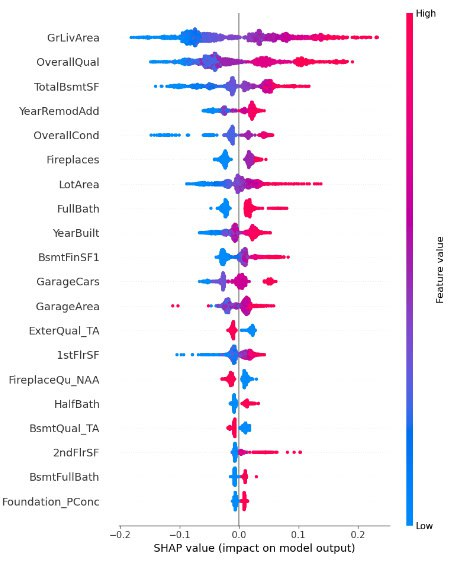 High
GrLivArea
OverallQual
TotalBsmtSF
YearRemodAdd
OverallCond
Fireplaces
LotArea
FullBath
YearBuilt
BsmtFinSF1
GarageCars
GarageArea
ExterQual_TA
1stFlrSF
FireplaceQu_NAA
HalfBath
BsmtQual_TA
2ndFlrSF
BsmtFullBath
Foundation_PConc
Feature value
Low
−0.2 −0.1 0.0 0.1 0.2
SHAP value (impact on model output)